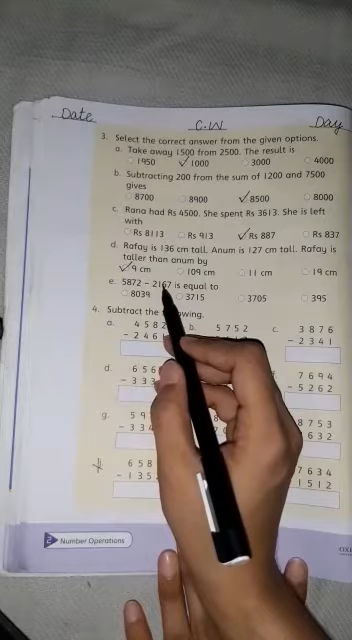 Date C.W Day
3. Select the correct answer from the given options.
a. Take away 1500 from 2500. The result is
1950 1000 3000 4000
b. Subtracting 200 from the sum of 1200 and 7500
gives
8700 8900 8500 8000
c. Rana had Rs 4500. She spent Rs 3613. She is left
with
Rs 8113 Rs 913 Rs 887 Rs 837
d. Rafay is 136 cm tall. Anum is 127 cm tall. Rafay is
taller than anum by
9 cm 109 cm 11 cm 19 cm
e. 5872 − 2167 is equal to
8039 3715 3705 395
4. Subtract the
a. 4 5 8 2 b. 5 7 5 2 c. 3 8 7 6
− 2 4 6 − 2 3 4 1
d. 6 5 6 7 6 9 4
− 3 3 3 − 5 2 6 2
g. 5 9 8 7 5 3
− 3 3 6 3 2
6 5 8 7 6 3 4
− 1 3 5 1 5 1 2
2 Number Operations